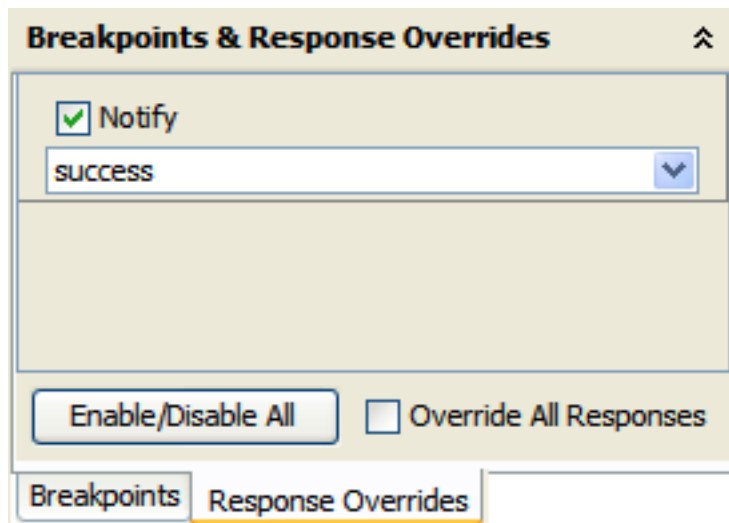 Breakpoints & Response Overrides
Notify
success
Enable/Disable All
Override All Responses
Breakpoints
Response Overrides